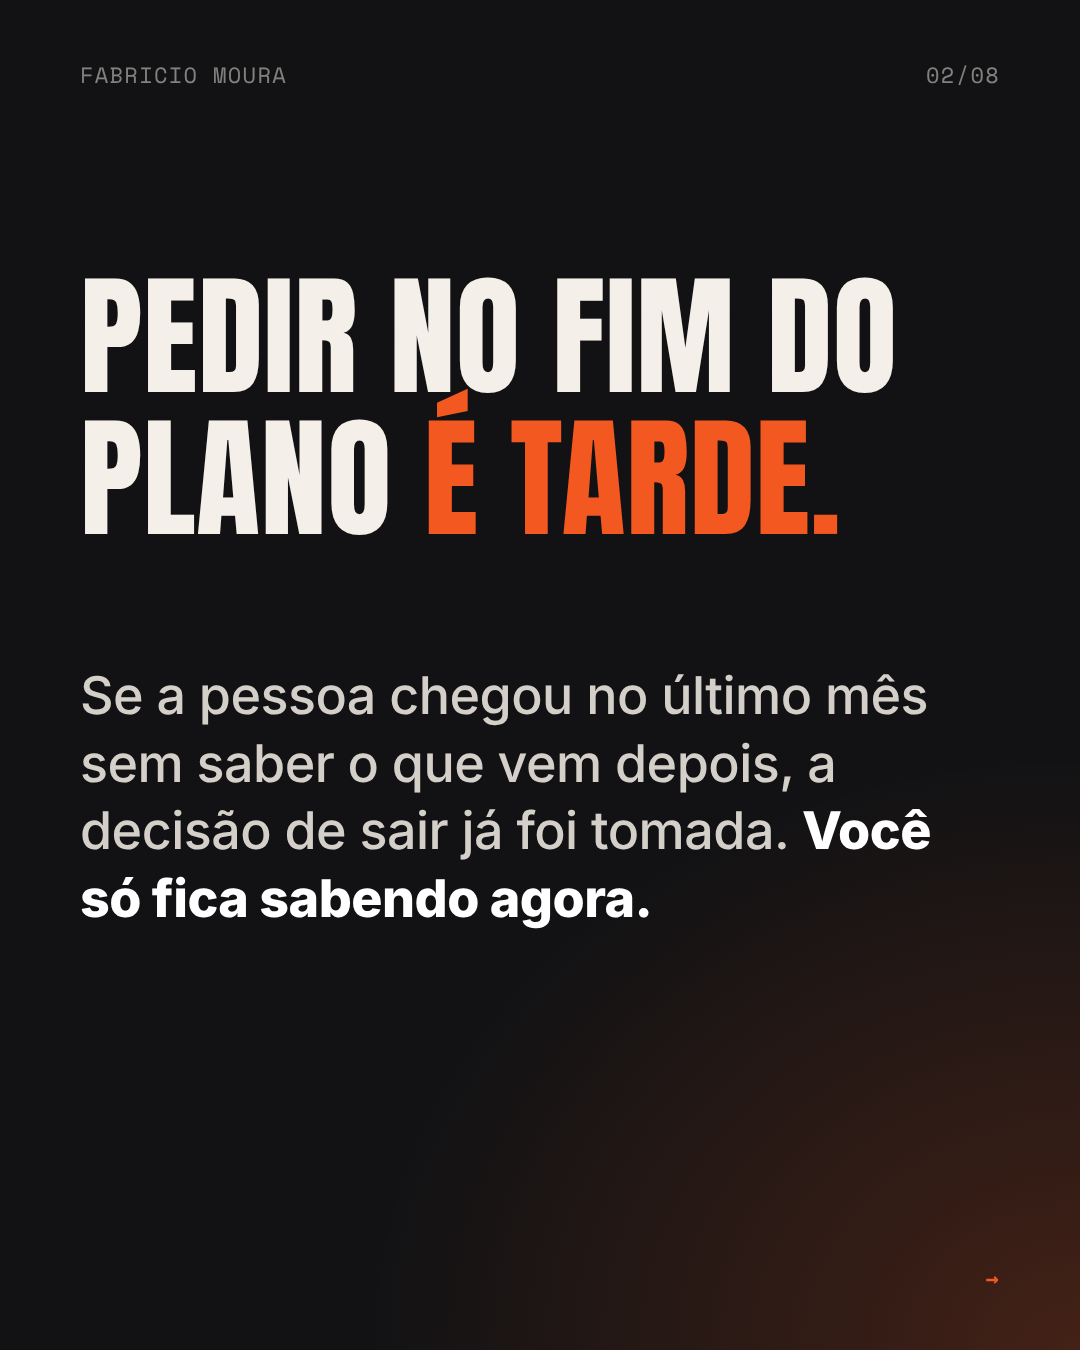 FABRICIO MOURA
02/08
PEDIR NO FIM DO
PLANO É TARDE.
Se a pessoa chegou no último mês
sem saber o que vem depois, a
decisão de sair já foi tomada. Você
só fica sabendo agora.
→